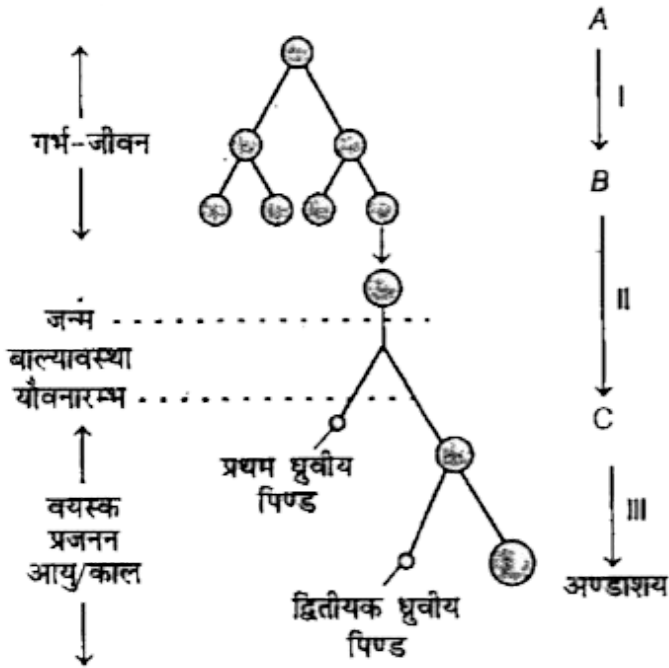 A
I
गर्भ-जीवन
B
II
जन्म
बाल्यावस्था
यौवनारम्भ
C
प्रथम ध्रुवीय
पिण्ड
वयस्क
प्रजनन
आयु/काल
III
अण्डाशय
द्वितीयक ध्रुवीय
पिण्ड